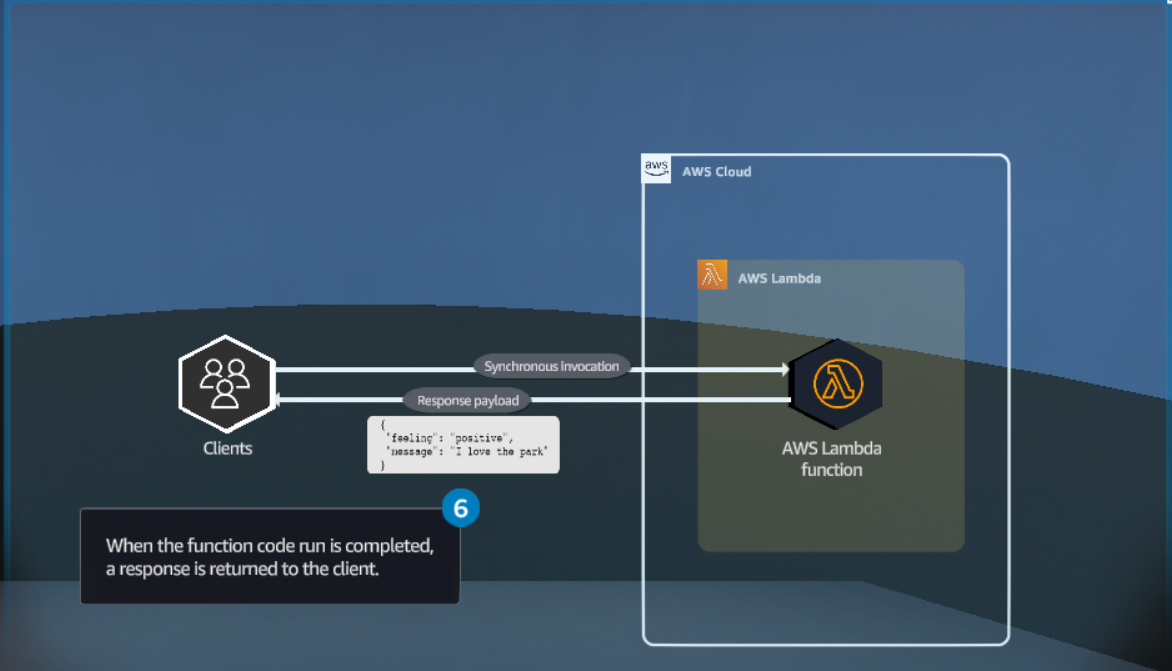 aws
AWS Cloud
AWS Lambda
Synchronous invocation
Response payload
{
"feeling": "positive",
"message": "I love the park"
}
Clients
AWS Lambda
function
6
When the function code run is completed,
a response is returned to the client.